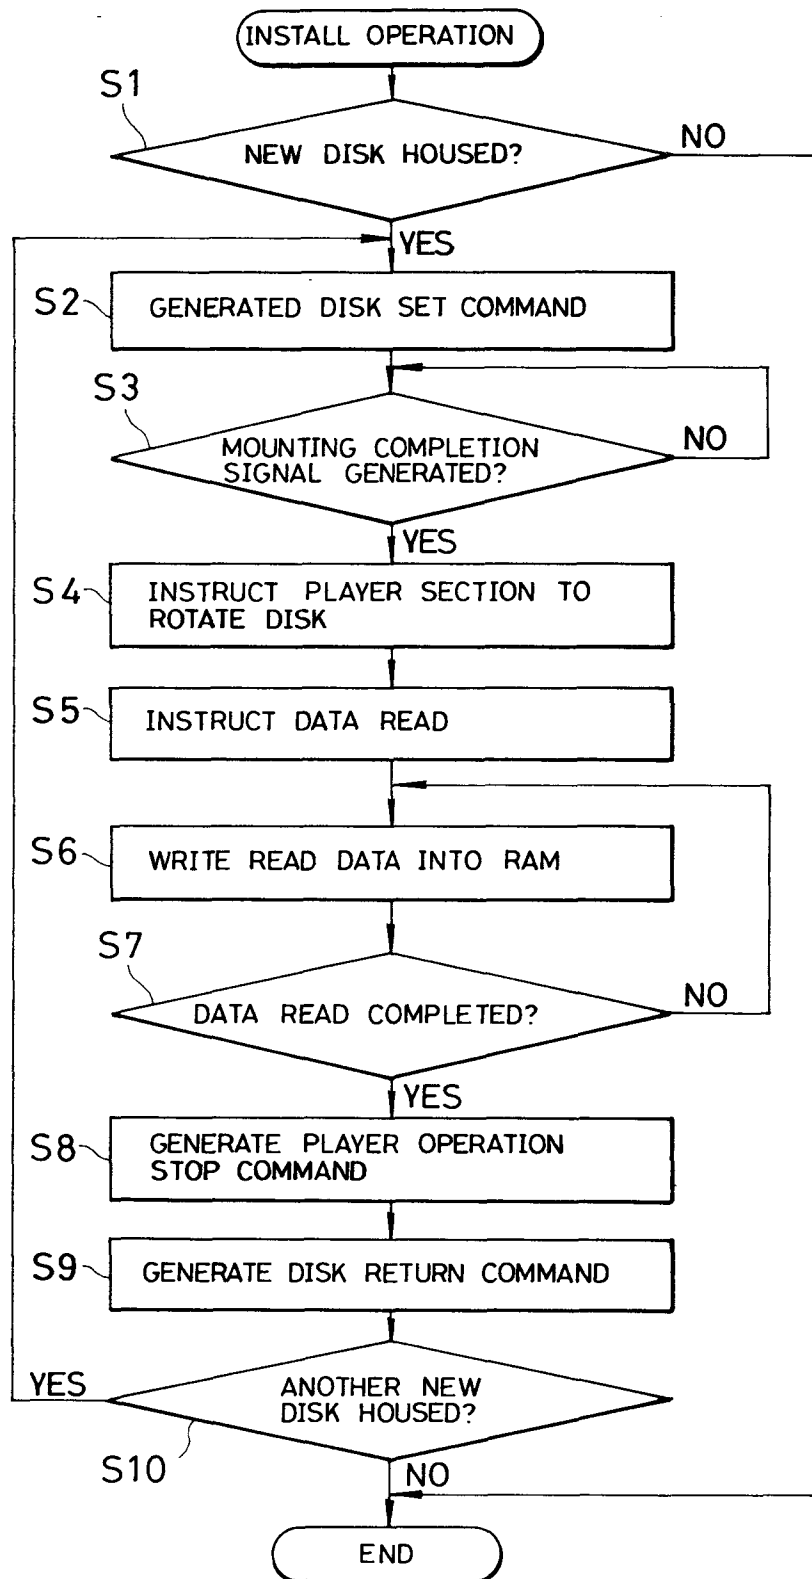 INSTALL OPERATION
S1
NEW DISK HOUSED?
NO
YES
S2
GENERATED DISK SET COMMAND
S3
MOUNTING COMPLETION
SIGNAL GENERATED?
NO
YES
S4
INSTRUCT PLAYER SECTION TO
ROTATE DISK
S5
INSTRUCT DATA READ
S6
WRITE READ DATA INTO RAM
S7
DATA READ COMPLETED?
NO
YES
S8
GENERATE PLAYER OPERATION
STOP COMMAND
S9
GENERATE DISK RETURN COMMAND
YES
ANOTHER NEW
DISK HOUSED?
S10
NO
END